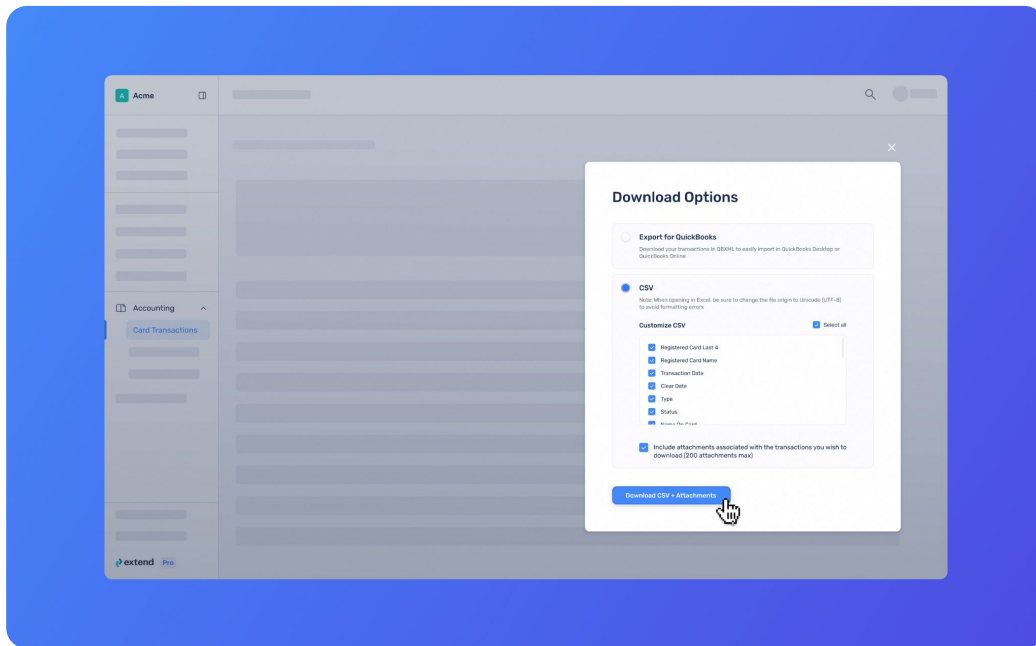 A Acme
Accounting
Card Transactions
extend Pro
Download Options
Export for QuickBooks
Download your transactions in QBXML to easily import in QuickBooks Desktop or
QuickBooks Online
CSV
Note: When opening in Excel, be sure to change the file origin to Unicode (UTF-8)
to avoid formatting errors
Customize CSV
Select all
Registered Card Last 4
Registered Card Name
Transaction Date
Clear Date
Type
Status
Name On Card
Include attachments associated with the transactions you wish to
download (200 attachments max)
Download CSV + Attachments